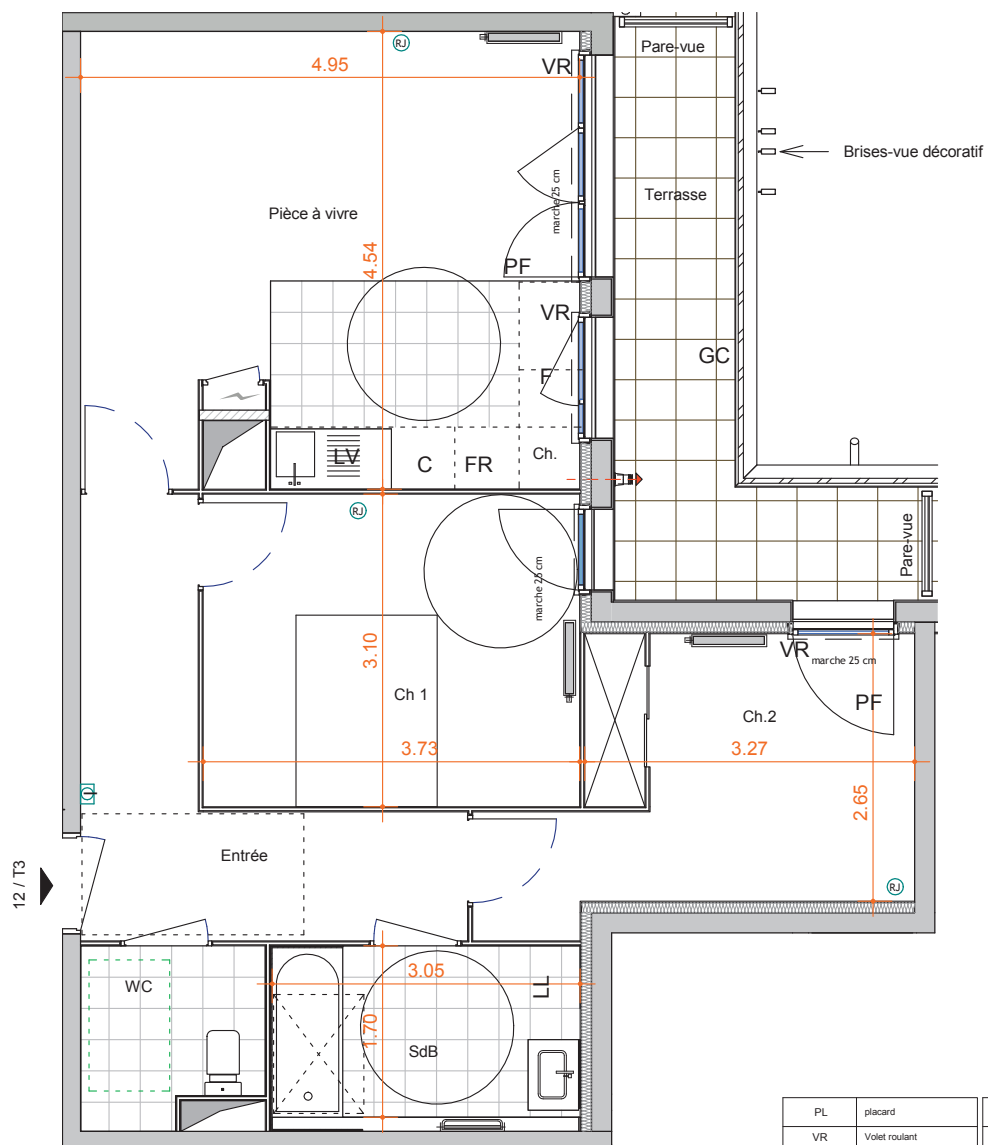 Pare-vue
4.95
RJ
VR
Brises-vue décoratif
marche 25 cm
Terrasse
Pièce à vivre
4.54
PF
VR
GC
F
LV
C
FR
Ch.
RJ
Pare-vue
marche 25 cm
3.10
VR
marche 25 cm
Ch 1
PF
Ch.2
3.73
3.27
2.65
Entrée
12 / T3
RJ
WC
3.05
LL
1.70
SdB
PL placard
VR Volet roulant